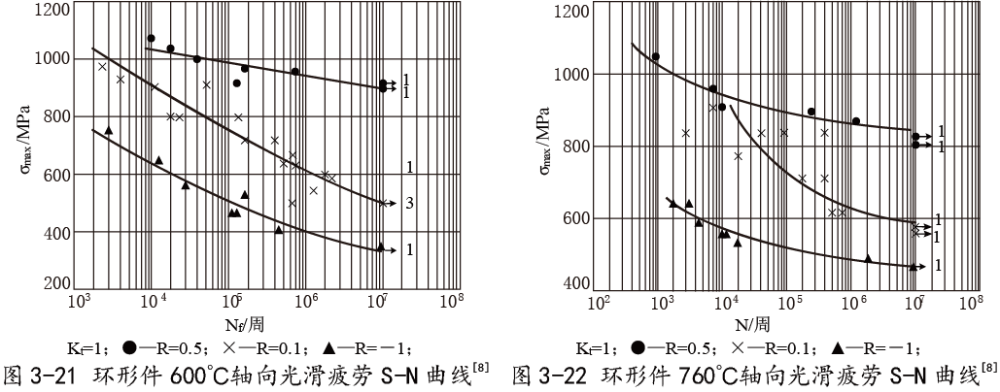 1200
1000
800
600
400
200
σmax/MPa
1
1
1
3
1
10³ 10⁴ 10⁵ 10⁶ 10⁷ 10⁸
Nf/周
Kt=1; ●—R=0.5; ×—R=0.1; ▲—R=－1;
图 3-21 环形件 600℃轴向光滑疲劳 S-N 曲线[8]
1200
1000
800
600
400
σmax/MPa
1
1
1
1
1
10² 10³ 10⁴ 10⁵ 10⁶ 10⁷ 10⁸
N/周
Kt=1; ●—R=0.5; ×—R=0.1; ▲—R=－1;
图 3-22 环形件 760℃轴向光滑疲劳 S-N 曲线[8]